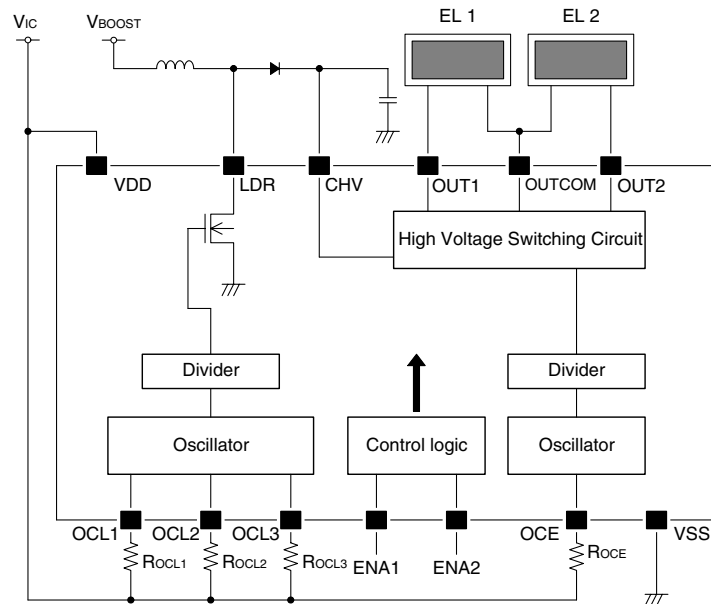 VIC
VBOOST
EL 1
EL 2
VDD
LDR
CHV
OUT1
OUTCOM
OUT2
High Voltage Switching Circuit
Divider
Divider
Oscillator
Control logic
Oscillator
OCL1
OCL2
OCL3
OCE
VSS
ROCL1
ROCL2
ROCL3
ENA1
ENA2
ROCE